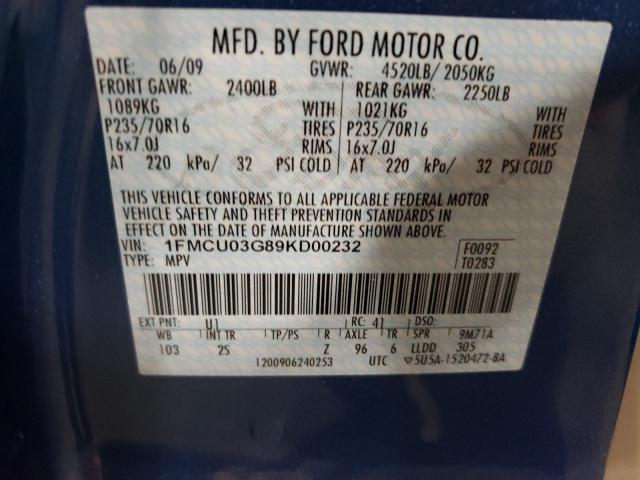 MFD. BY FORD MOTOR CO.
DATE: 06/09 GVWR: 4520LB/ 2050KG
FRONT GAWR: 2400LB REAR GAWR: 2250LB
1089KG WITH 1021KG WITH
P235/70R16 TIRES P235/70R16 TIRES
16x7.0J RIMS 16x7.0J RIMS
AT 220 kPa/ 32 PSI COLD AT 220 kPa/ 32 PSI COLD
THIS VEHICLE CONFORMS TO ALL APPLICABLE FEDERAL MOTOR
VEHICLE SAFETY AND THEFT PREVENTION STANDARDS IN
EFFECT ON THE DATE OF MANUFACTURE SHOWN ABOVE.
VIN: 1FMCU03G89KD00232 F0092
TYPE: MPV T0283
EXT PNT: U1 RC: 41 DSO:
WB INT TR TP/PS R AXLE TR SPR 9M71A
103 2S Z 96 6 LLDD 305
1200906240253 UTC 5U5A-1520472-BA